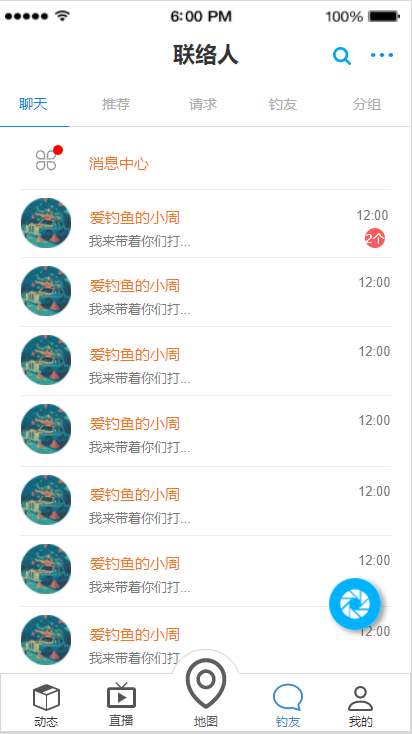 6:00 PM 100%
联络人
聊天 推荐 请求 钓友 分组
消息中心
爱钓鱼的小周 12:00
我来带着你们打... 2个
爱钓鱼的小周 12:00
我来带着你们打...
爱钓鱼的小周 12:00
我来带着你们打...
爱钓鱼的小周 12:00
我来带着你们打...
爱钓鱼的小周 12:00
我来带着你们打...
爱钓鱼的小周 12:00
我来带着你们打...
爱钓鱼的小周 12:00
我来带着你们打...
动态 直播 地图 钓友 我的